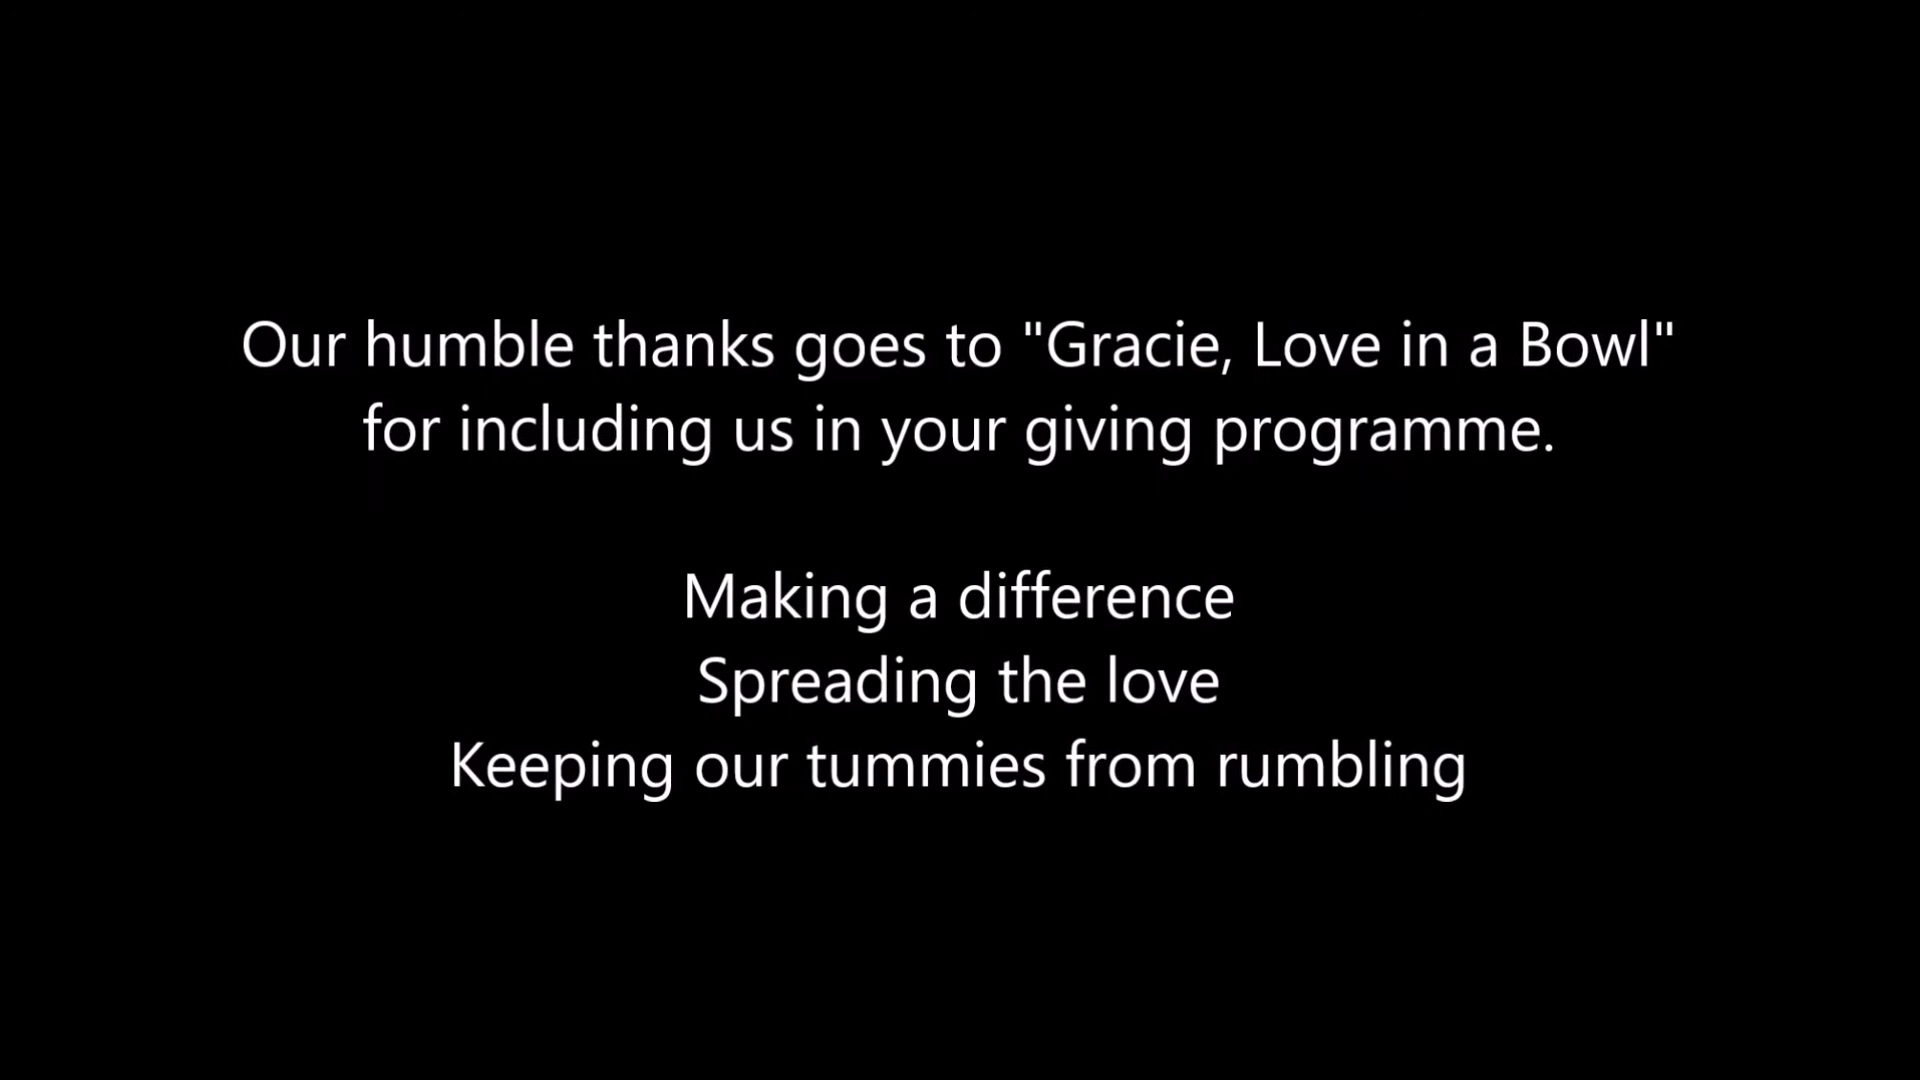 Our humble thanks goes to "Gracie, Love in a Bowl"
for including us in your giving programme.
Making a difference
Spreading the love
Keeping our tummies from rumbling